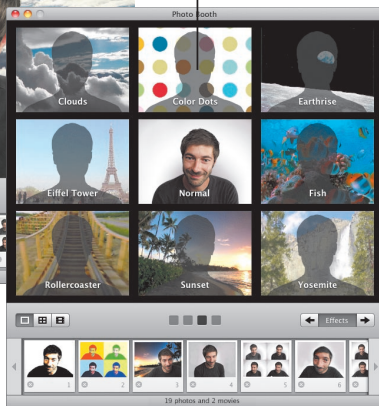 Photo Booth
Clouds
Color Dots
Earthrise
Eiffel Tower
Normal
Fish
Rollercoaster
Sunset
Yosemite
Effects
1
2
3
4
5
6
19 photos and 2 movies